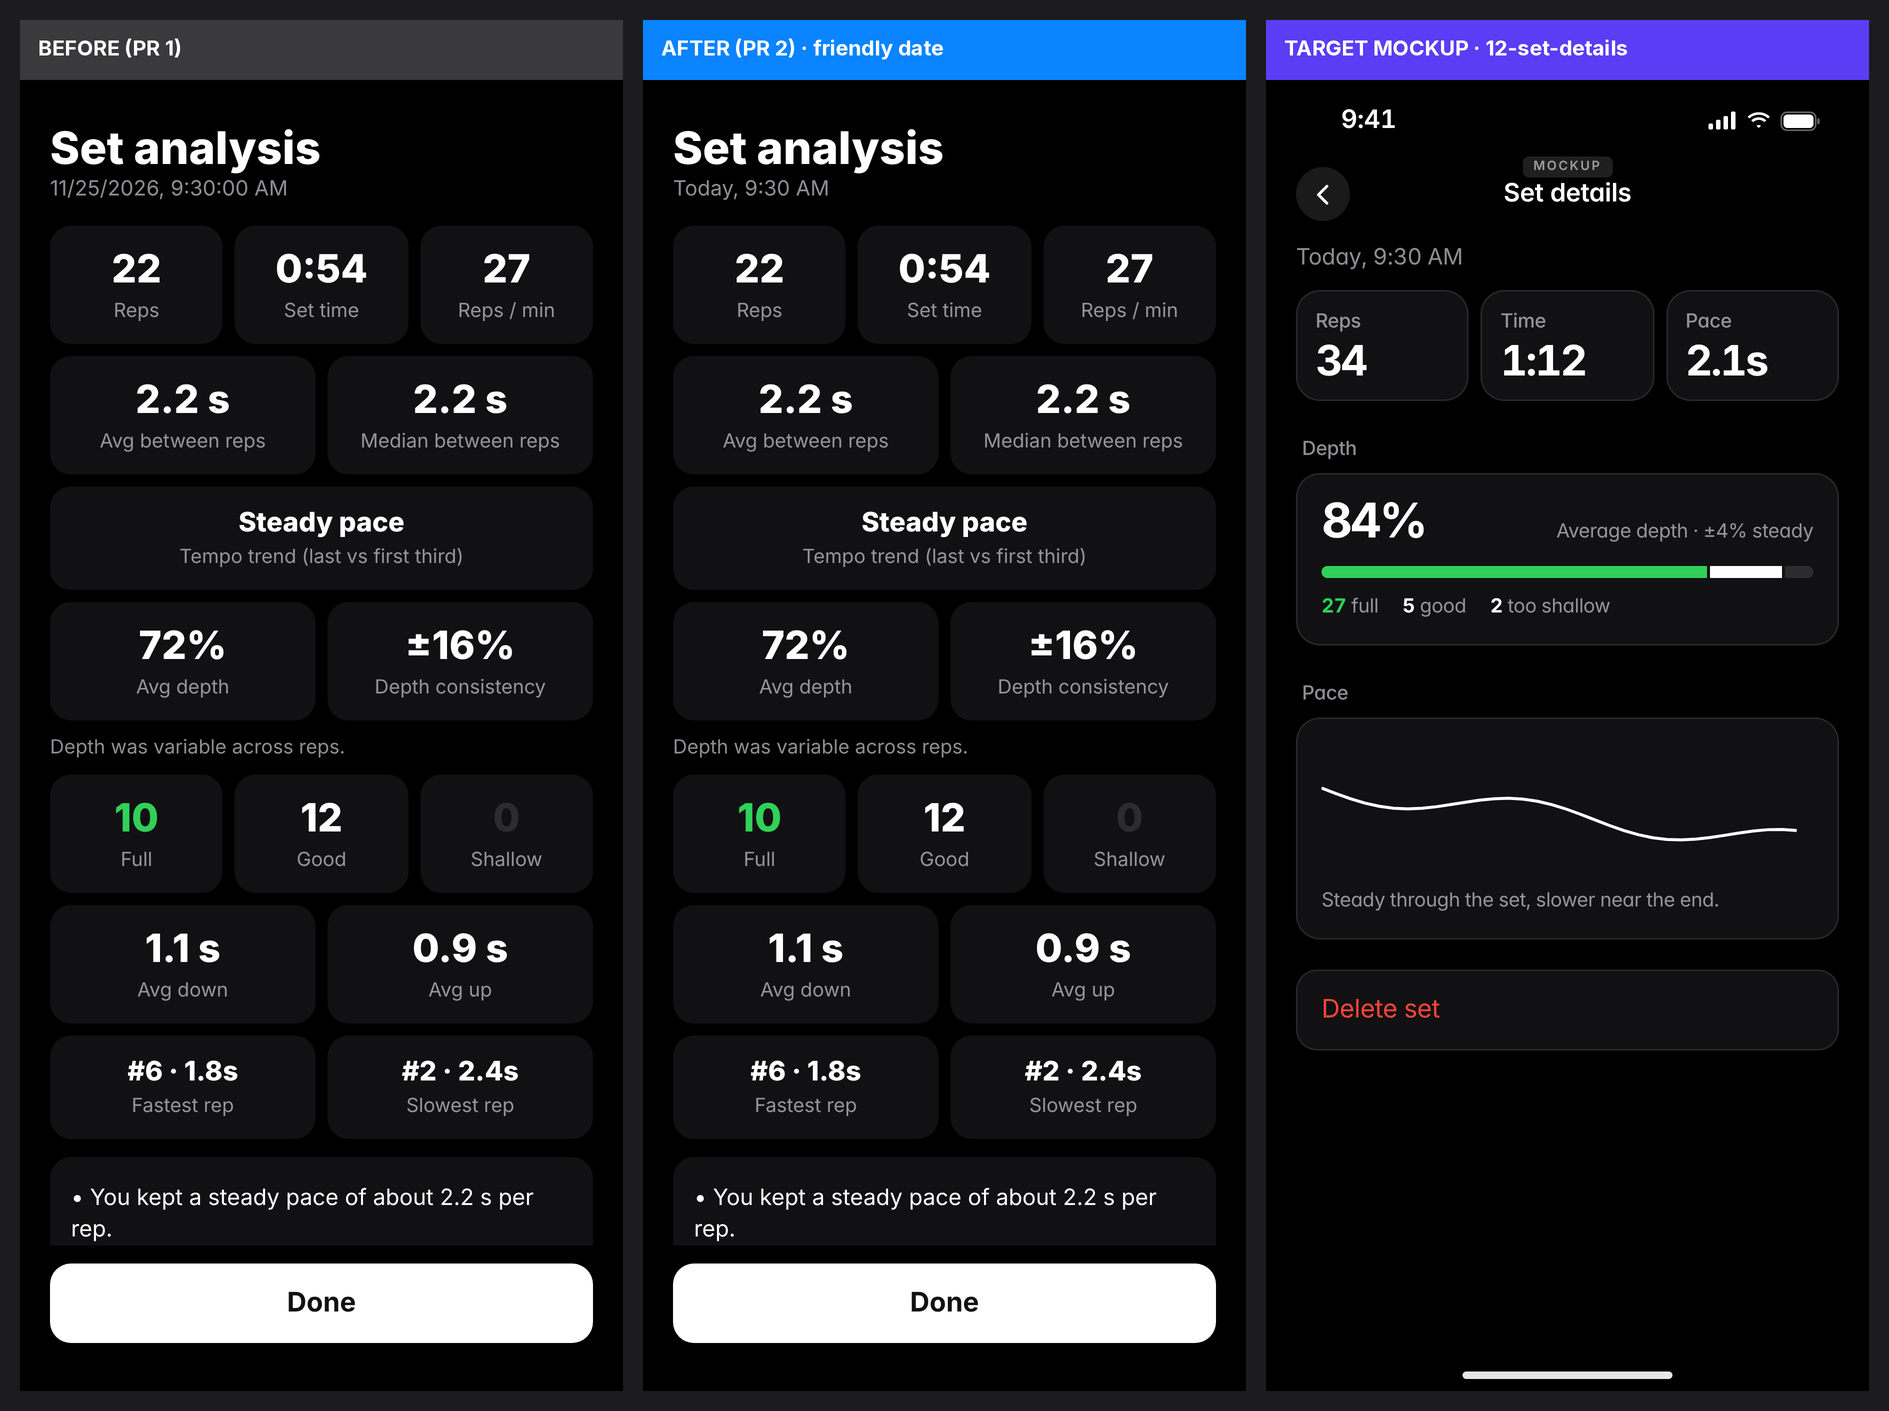 BEFORE (PR 1)
Set analysis
11/25/2026, 9:30:00 AM
22
Reps
0:54
Set time
27
Reps / min
2.2 s
Avg between reps
2.2 s
Median between reps
Steady pace
Tempo trend (last vs first third)
72%
Avg depth
±16%
Depth consistency
Depth was variable across reps.
10
Full
12
Good
0
Shallow
1.1 s
Avg down
0.9 s
Avg up
#6 · 1.8s
Fastest rep
#2 · 2.4s
Slowest rep
• You kept a steady pace of about 2.2 s per
rep.
Done
AFTER (PR 2) · friendly date
Set analysis
Today, 9:30 AM
22
Reps
0:54
Set time
27
Reps / min
2.2 s
Avg between reps
2.2 s
Median between reps
Steady pace
Tempo trend (last vs first third)
72%
Avg depth
±16%
Depth consistency
Depth was variable across reps.
10
Full
12
Good
0
Shallow
1.1 s
Avg down
0.9 s
Avg up
#6 · 1.8s
Fastest rep
#2 · 2.4s
Slowest rep
• You kept a steady pace of about 2.2 s per
rep.
Done
TARGET MOCKUP · 12-set-details
9:41
MOCKUP
Set details
Today, 9:30 AM
Reps
34
Time
1:12
Pace
2.1s
Depth
84%
Average depth · ±4% steady
27 full 5 good 2 too shallow
Pace
Steady through the set, slower near the end.
Delete set